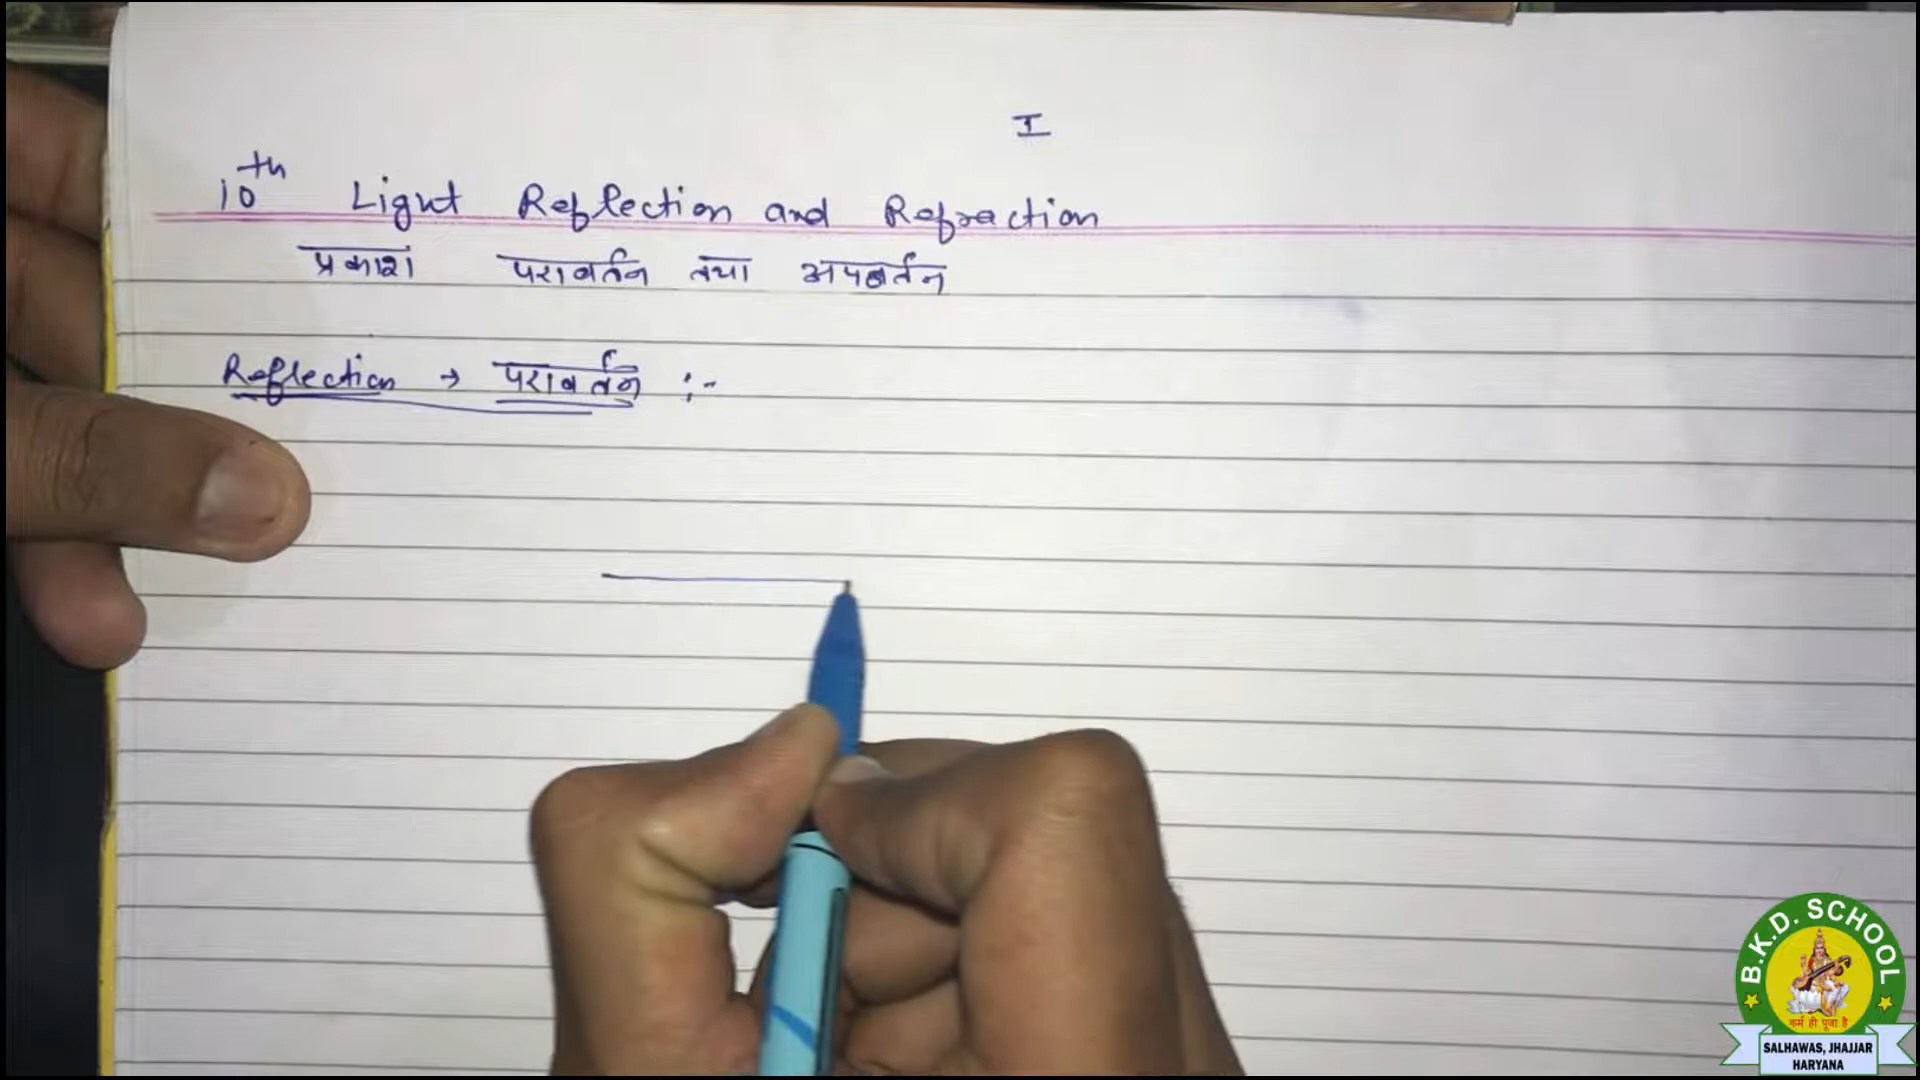 I
10th Light Reflection and Refraction
प्रकाश परावर्तन तथा अपवर्तन
Reflection → परावर्तन :-
B.K.D. SCHOOL
कर्म ही पूजा है
SALHAWAS, JHAJJAR
HARYANA